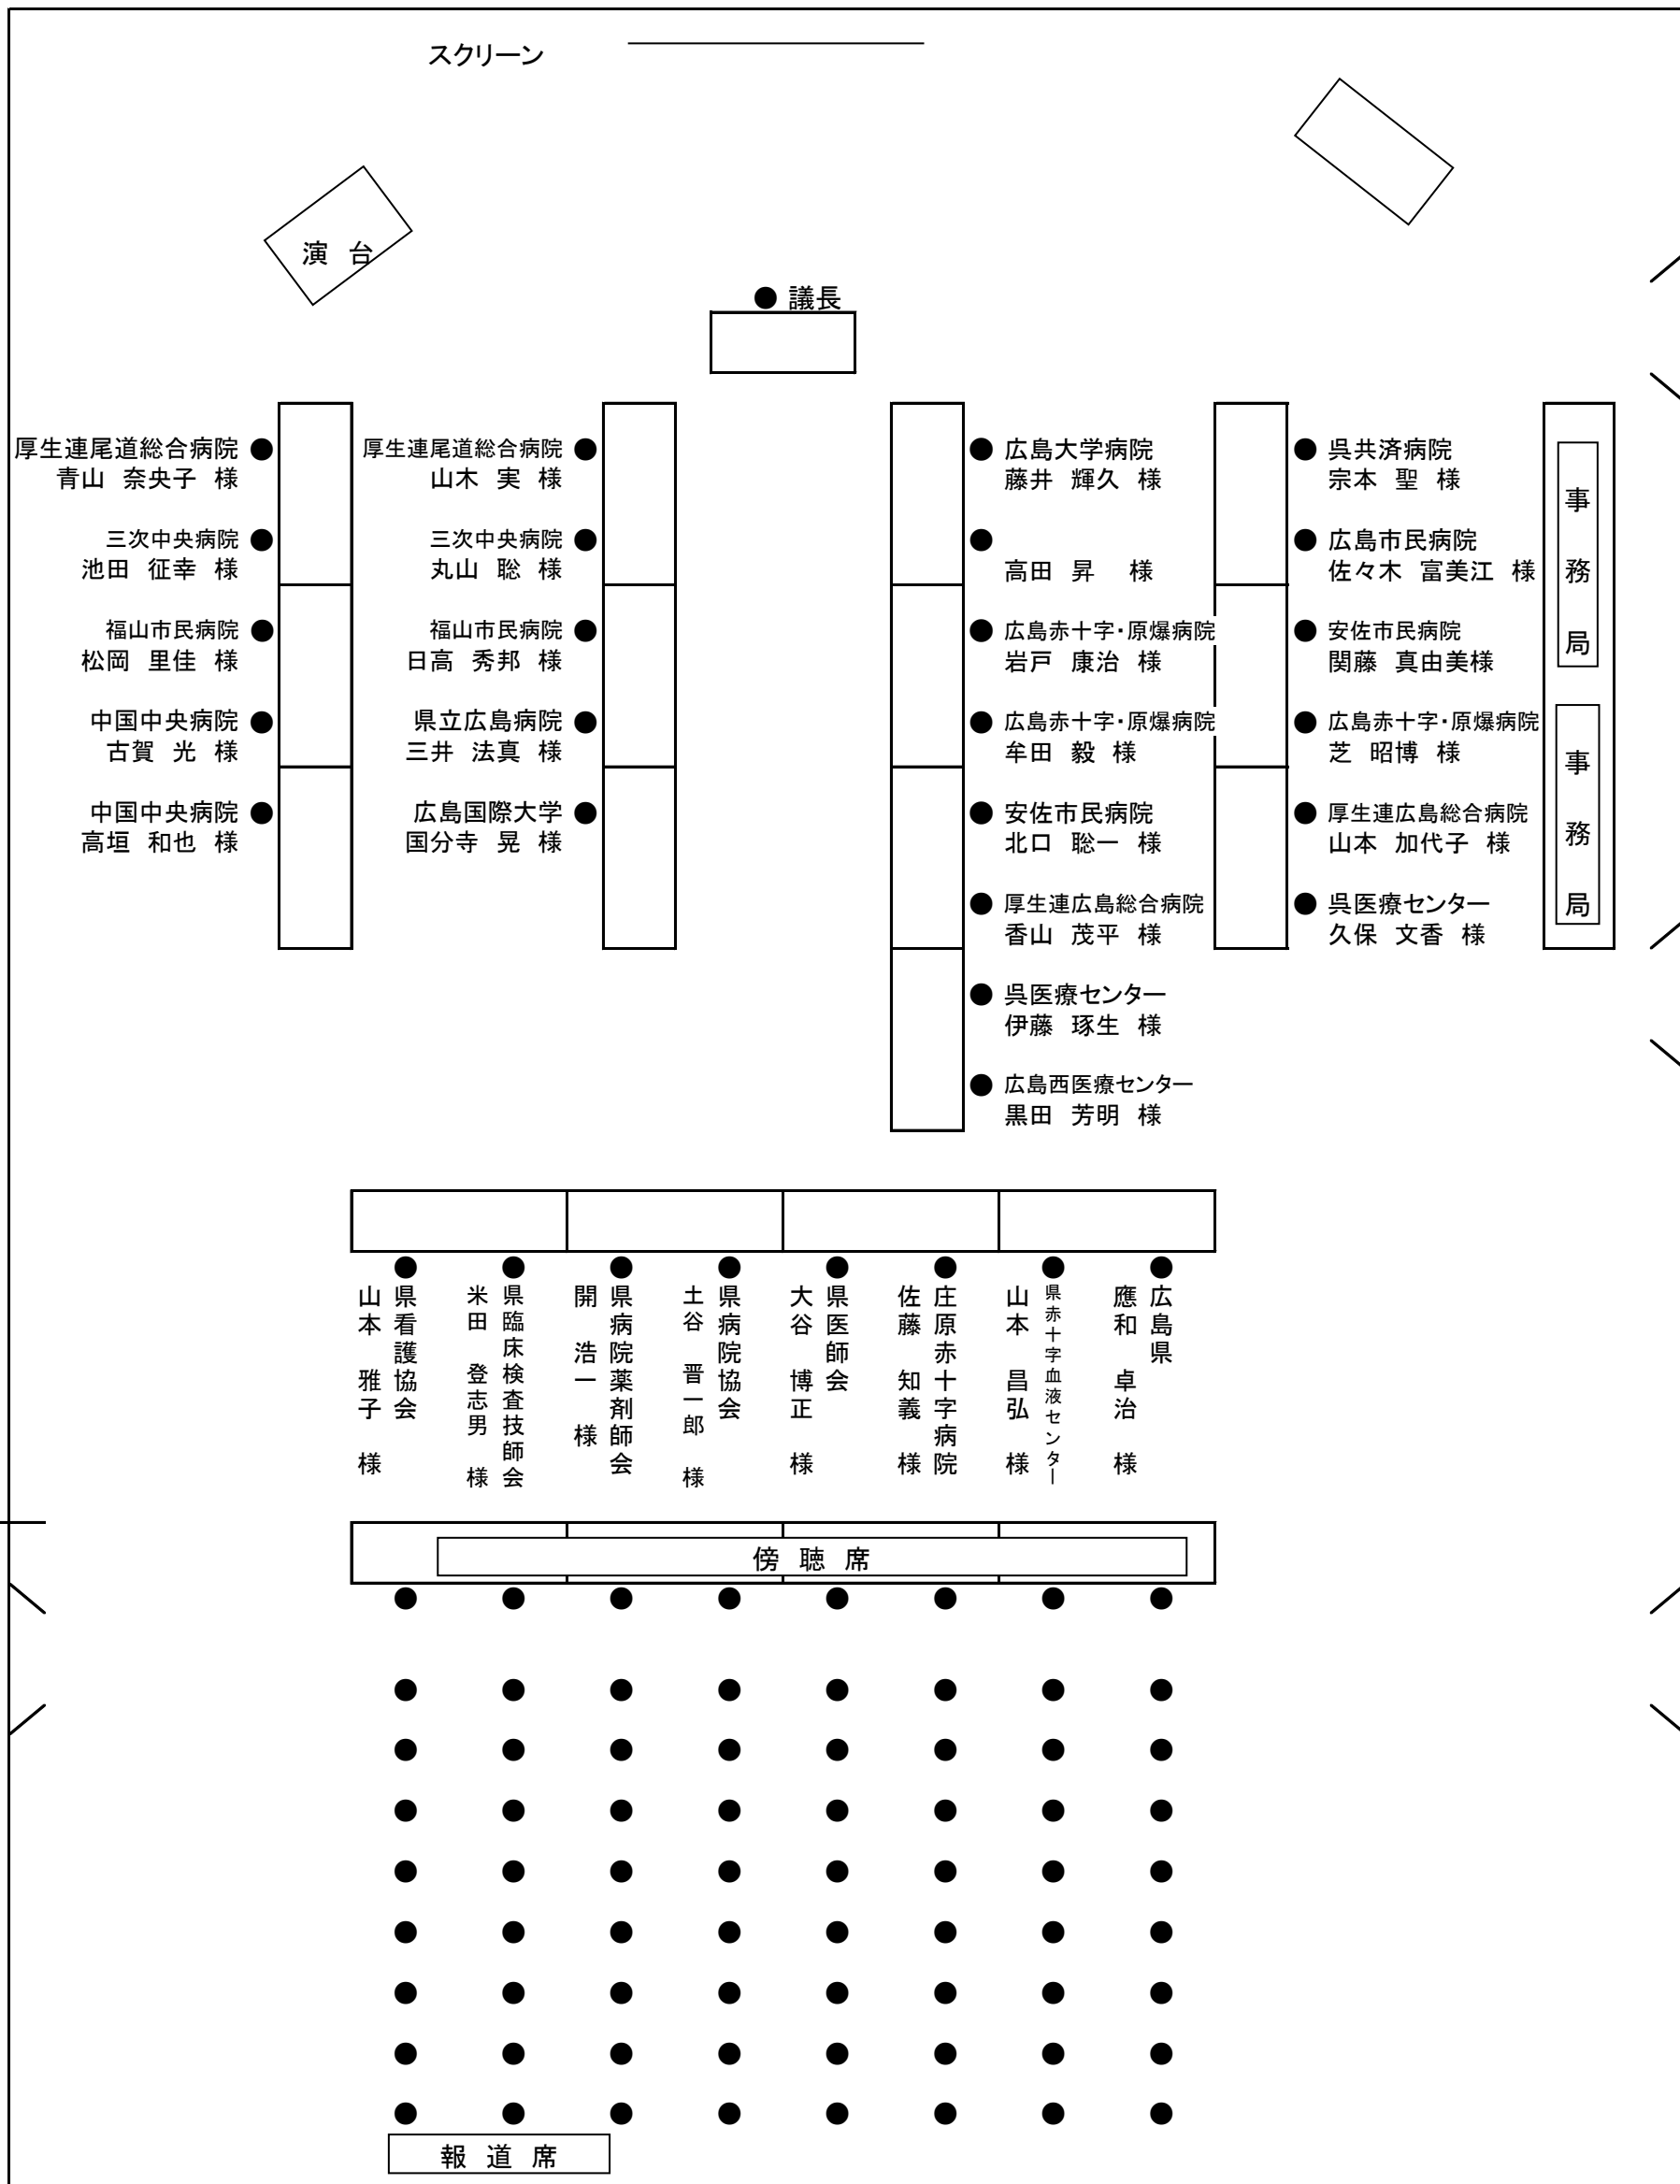 スクリーン
演 台
議長
厚生連尾道総合病院
青山 奈央子 様
三次中央病院
池田 征幸 様
福山市民病院
松岡 里佳 様
中国中央病院
古賀 光 様
中国中央病院
高垣 和也 様
厚生連尾道総合病院
山木 実 様
三次中央病院
丸山 聡 様
福山市民病院
日高 秀邦 様
県立広島病院
三井 法真 様
広島国際大学
国分寺 晃 様
広島大学病院
藤井 輝久 様
高田 昇 様
広島赤十字・原爆病院
岩戸 康治 様
広島赤十字・原爆病院
牟田 毅 様
安佐市民病院
北口 聡一 様
厚生連広島総合病院
香山 茂平 様
呉医療センター
伊藤 琢生 様
広島西医療センター
黒田 芳明 様
呉共済病院
宗本 聖 様
広島市民病院
佐々木 富美江 様
安佐市民病院
関藤 真由美様
広島赤十字・原爆病院
芝 昭博 様
厚生連広島総合病院
山本 加代子 様
呉医療センター
久保 文香 様
事務局
事務局
県看護協会
山本 雅子 様
県臨床検査技師会
米田 登志男 様
県病院薬剤師会
開 浩一 様
県病院協会
土谷 晋一郎 様
県医師会
大谷 博正 様
庄原赤十字病院
佐藤 知義 様
県赤十字血液センター
山本 昌弘 様
広島県
應和 卓治 様
傍 聴 席
報 道 席